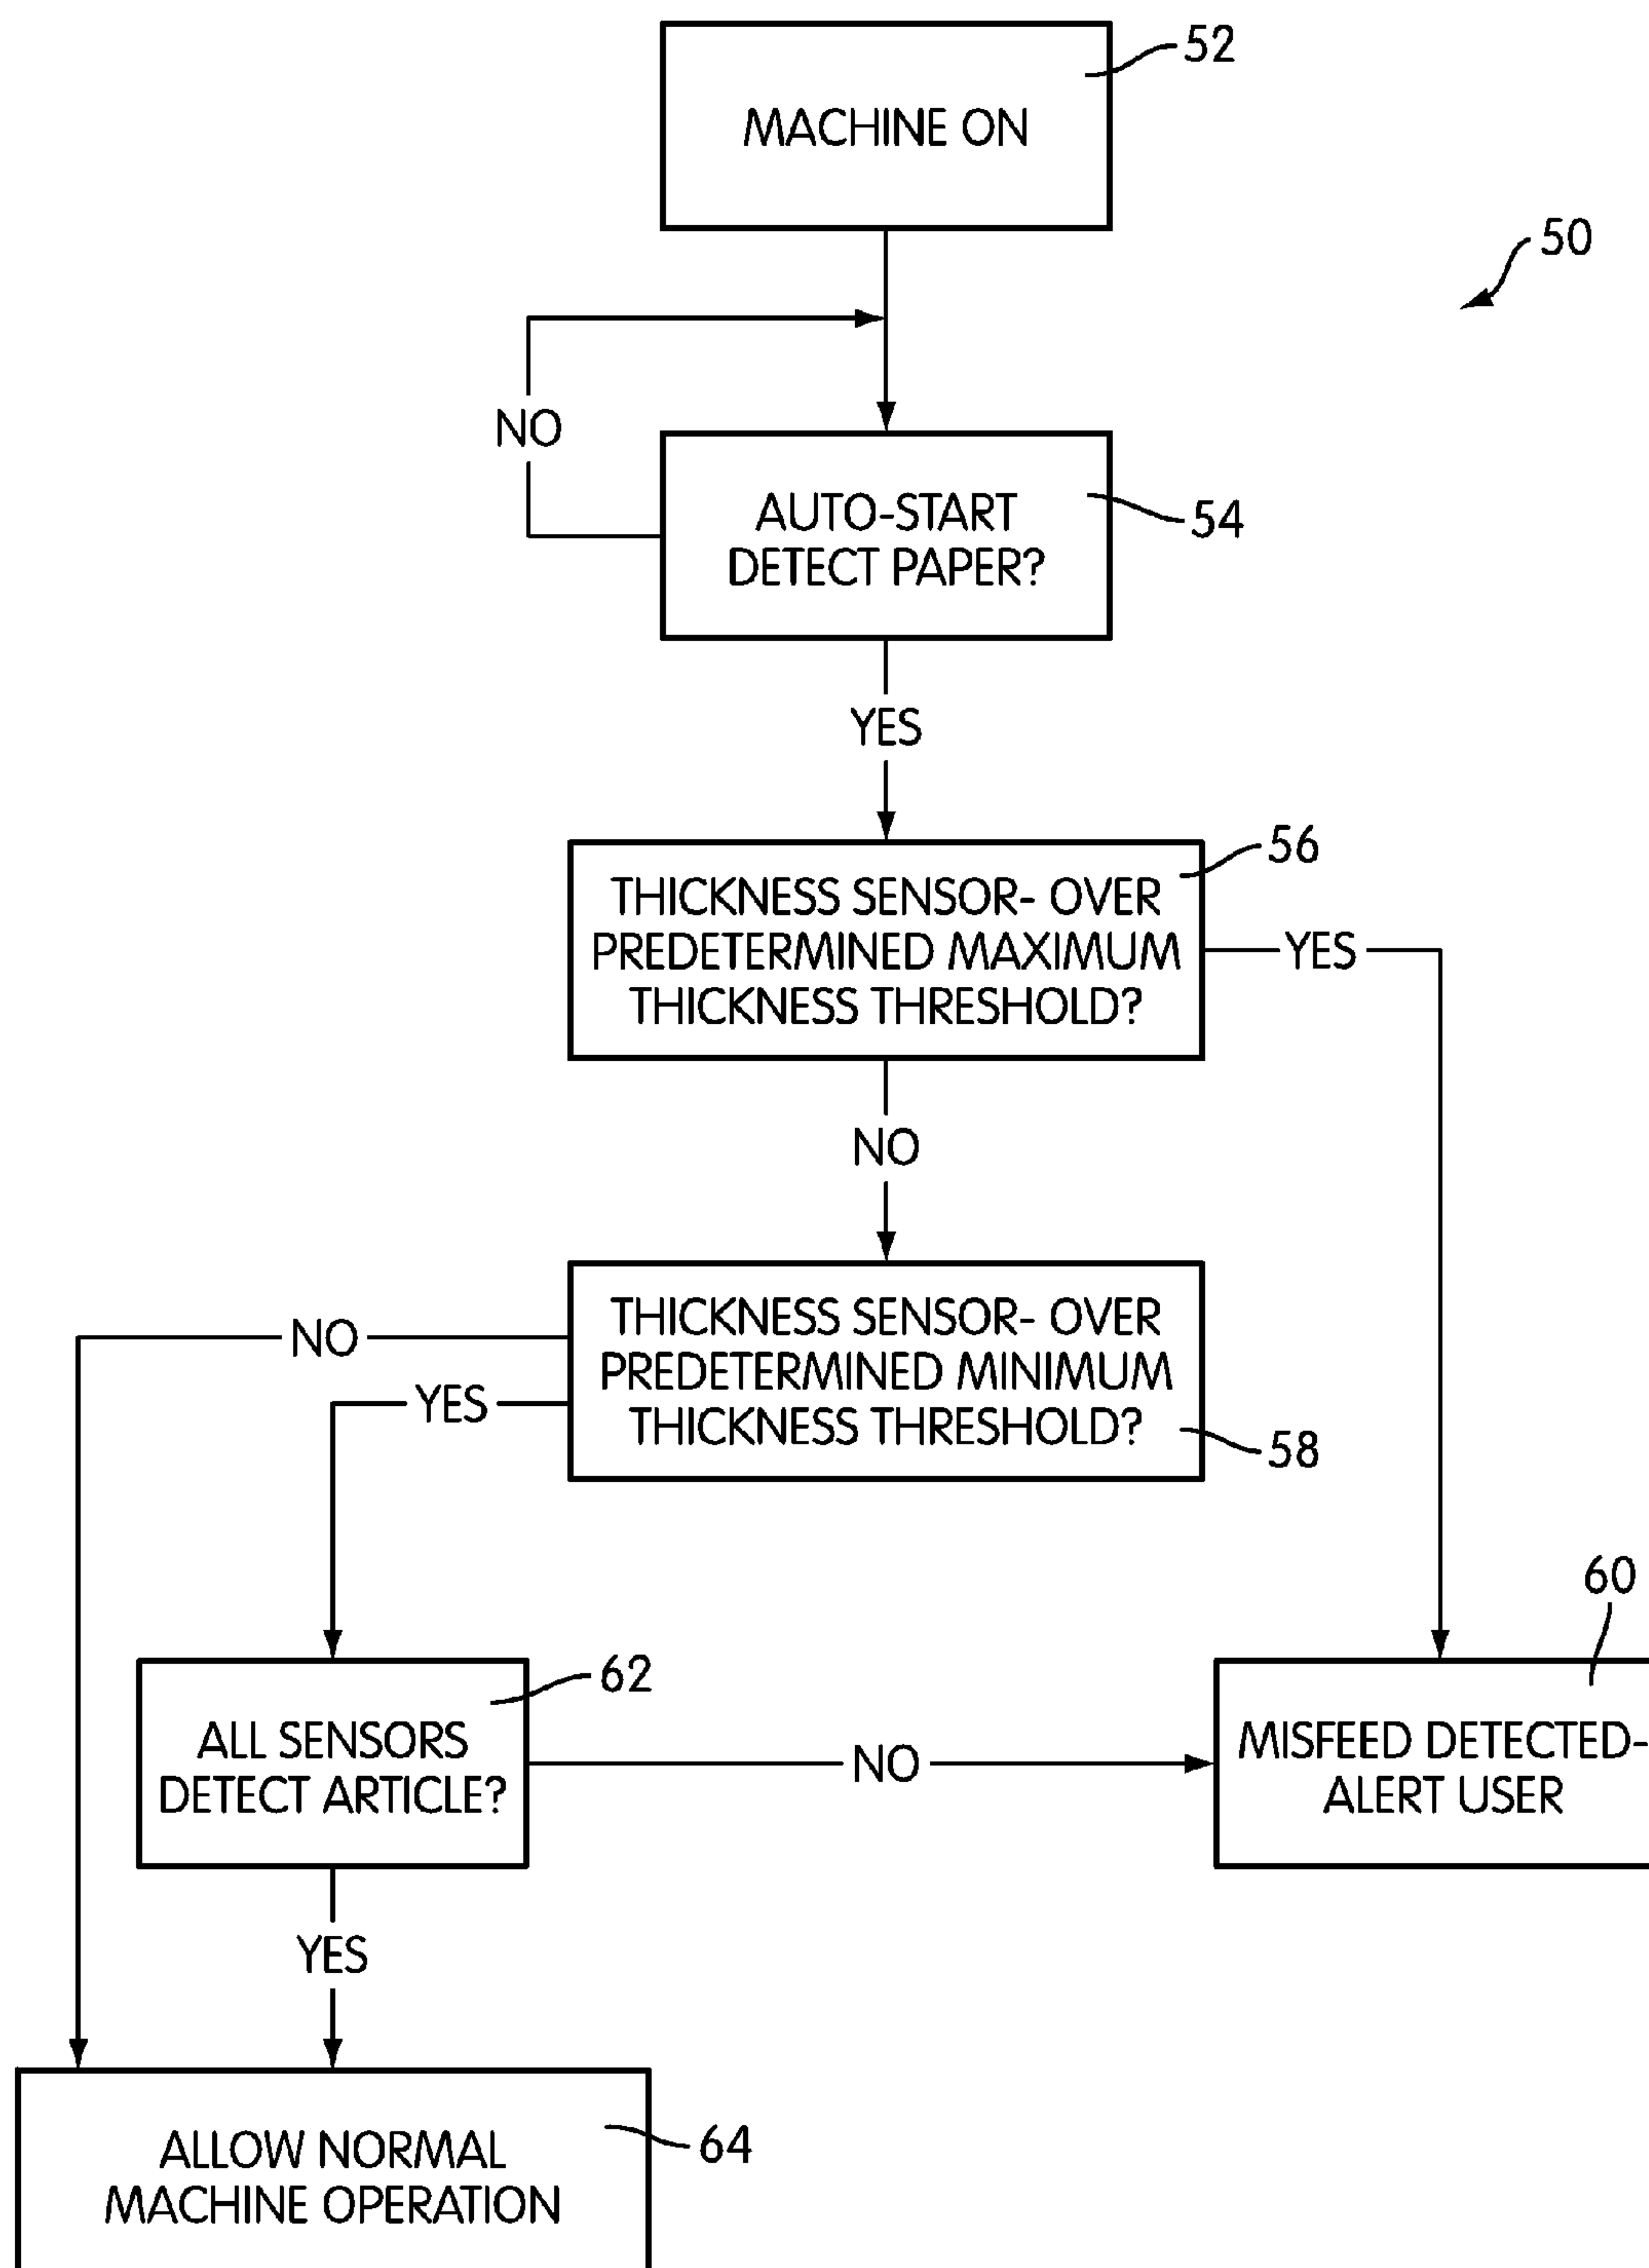 52
MACHINE ON
50
NO
AUTO-START
DETECT PAPER?
54
YES
56
THICKNESS SENSOR- OVER
PREDETERMINED MAXIMUM
THICKNESS THRESHOLD?
YES
NO
THICKNESS SENSOR- OVER
PREDETERMINED MINIMUM
THICKNESS THRESHOLD?
NO
YES
58
60
62
ALL SENSORS
DETECT ARTICLE?
NO
MISFEED DETECTED-
ALERT USER
YES
64
ALLOW NORMAL
MACHINE OPERATION